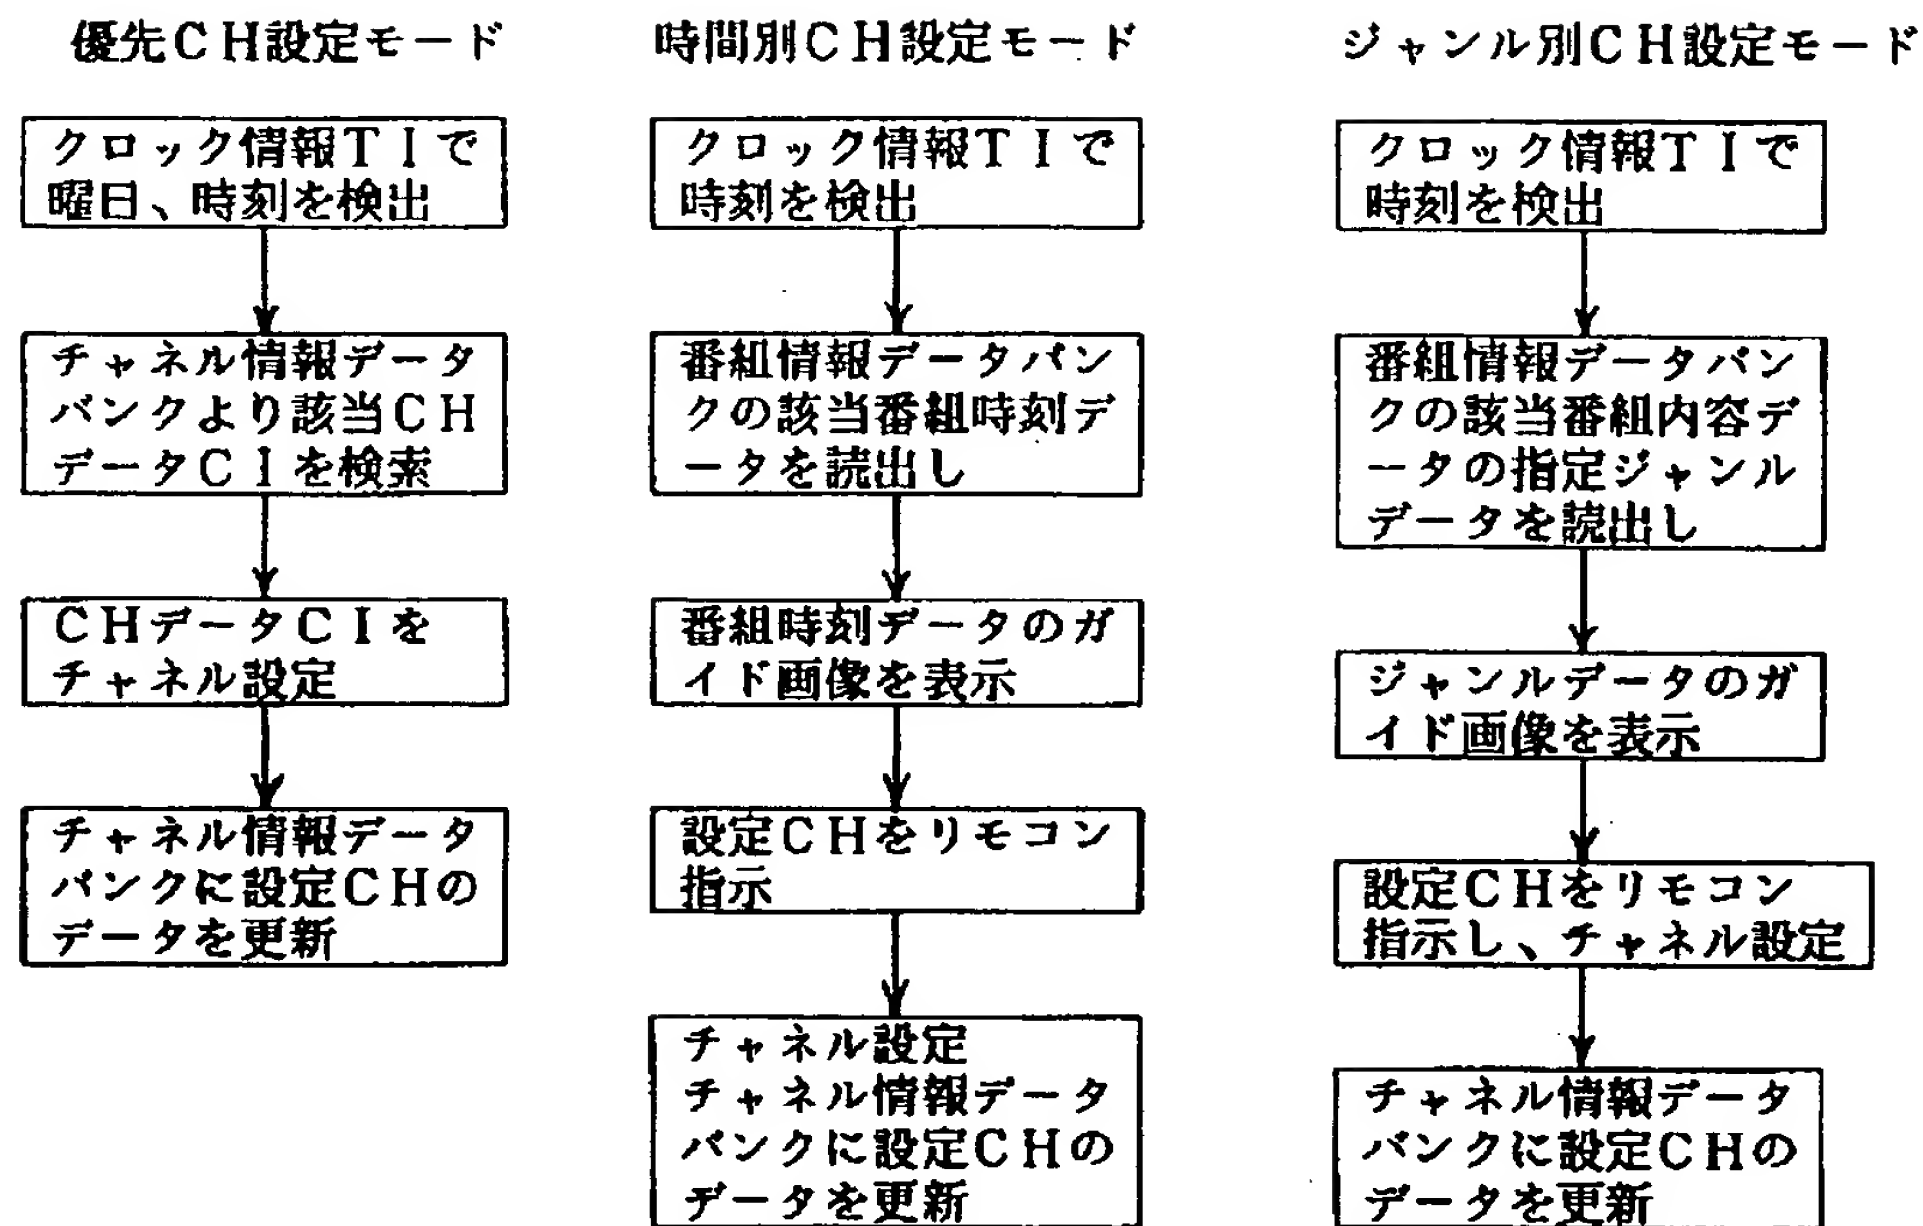 優先ＣＨ設定モード
クロック情報ＴＩで
曜日、時刻を検出
チャネル情報データ
バンクより該当ＣＨ
データＣＩを検索
ＣＨデータＣＩを
チャネル設定
チャネル情報データ
バンクに設定ＣＨの
データを更新
時間別ＣＨ設定モード
クロック情報ＴＩで
時刻を検出
番組情報データバン
クの該当番組時刻デ
ータを読出し
番組時刻データのガ
イド画像を表示
設定ＣＨをリモコン
指示
チャネル設定
チャネル情報データ
バンクに設定ＣＨの
データを更新
ジャンル別ＣＨ設定モード
クロック情報ＴＩで
時刻を検出
番組情報データバン
クの該当番組内容デ
ータの指定ジャンル
データを読出し
ジャンルデータのガ
イド画像を表示
設定ＣＨをリモコン
指示し、チャネル設定
チャネル情報データ
バンクに設定ＣＨの
データを更新